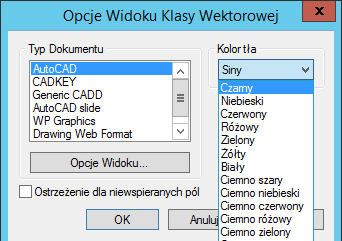 Opcje Widoku Klasy Wektorowej
x
Typ Dokumentu
AutoCAD
CADKEY
Generic CADD
AutoCAD slide
WP Graphics
Drawing Web Format
Opcje Widoku...
Ostrzeżenie dla niewspieranych pól
OK
Kolor tła
Siny
Czarny
Niebieski
Czerwony
Różowy
Zielony
Żółty
Biały
Ciemno szary
Ciemno niebieski
Ciemno czerwony
Ciemno różowy
Ciemno zielony